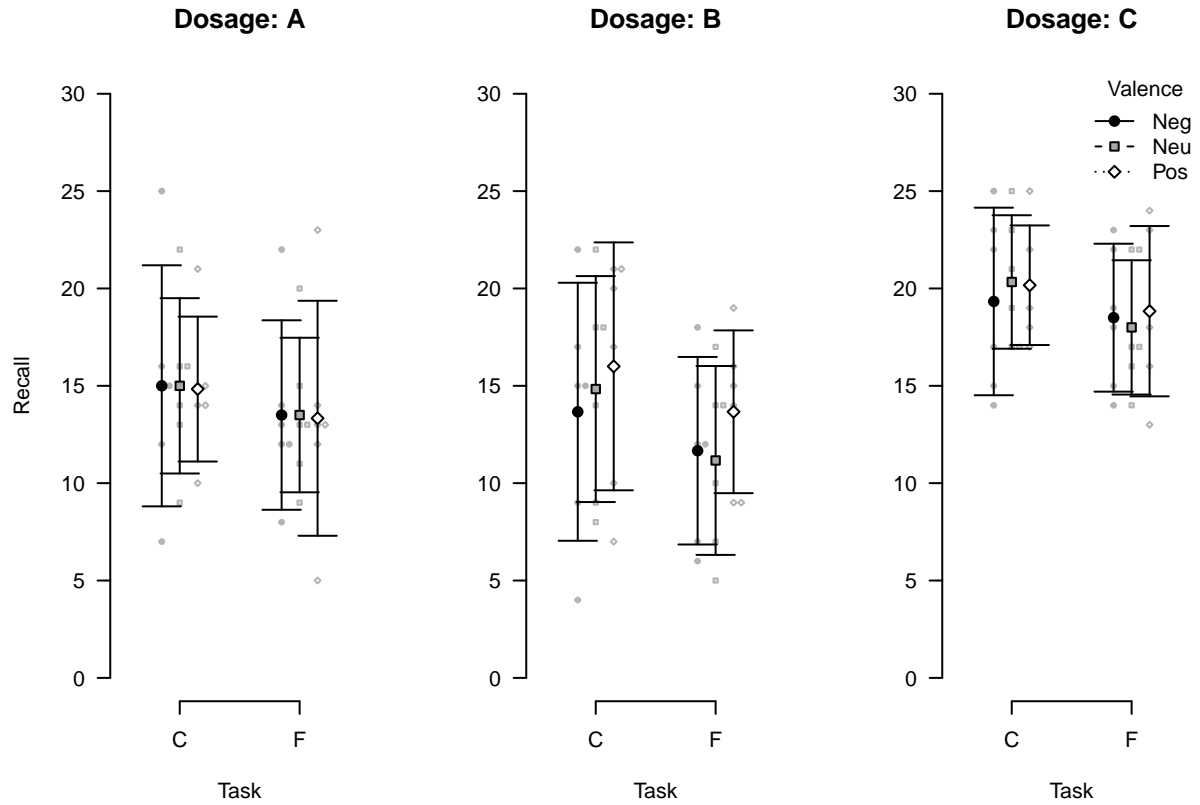 Dosage: A
Dosage: B
Dosage: C
Valence
Neg
Neu
Pos
Recall
30
25
20
15
10
5
0
30
25
20
15
10
5
0
30
25
20
15
10
5
0
C
F
C
F
C
F
Task
Task
Task